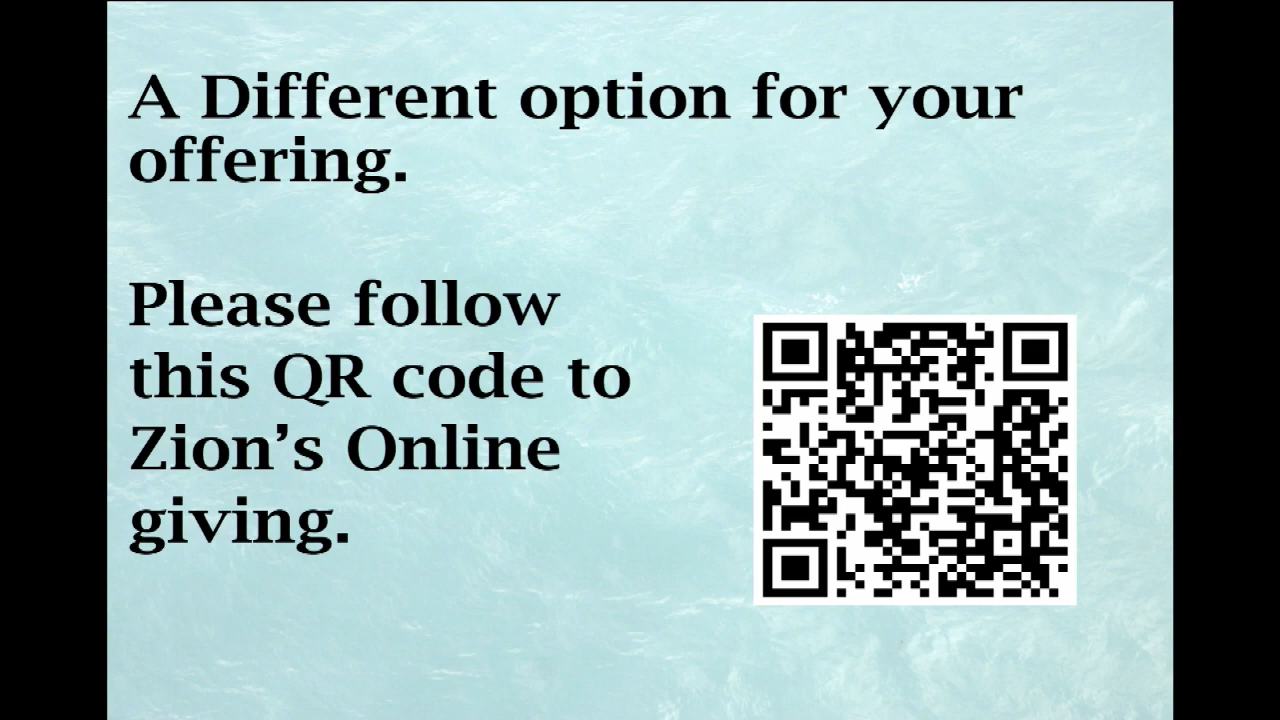 A Different option for your
offering.
Please follow
this QR code to
Zion’s Online
giving.